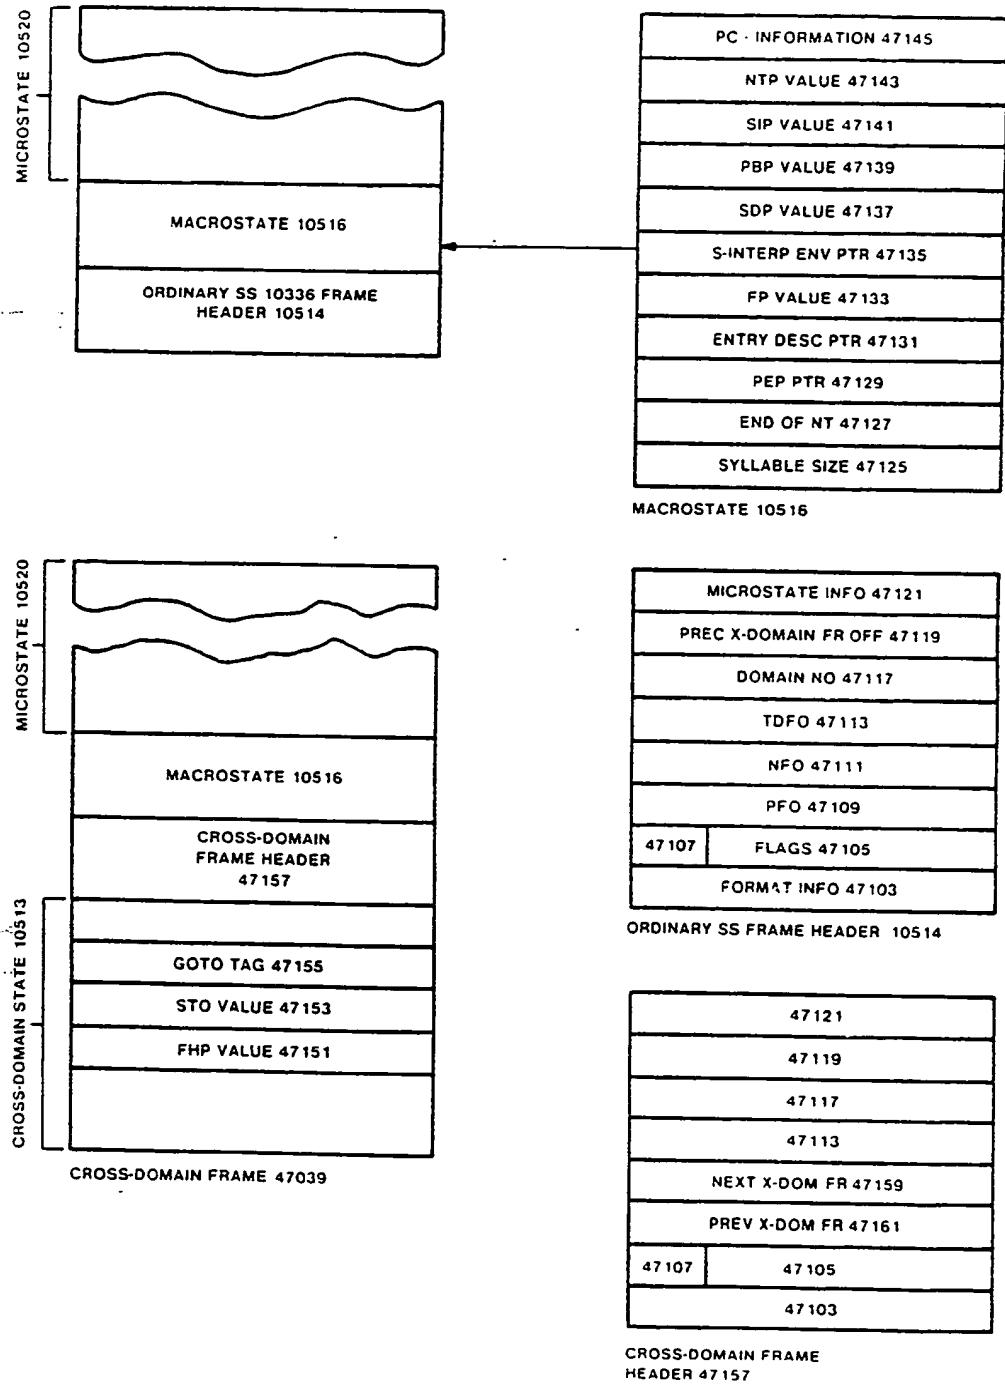 MICROSTATE 10520
MACROSTATE 10516
ORDINARY SS 10336 FRAME
HEADER 10514
PC - INFORMATION 47145
NTP VALUE 47143
SIP VALUE 47141
PBP VALUE 47139
SDP VALUE 47137
S-INTERP ENV PTR 47135
FP VALUE 47133
ENTRY DESC PTR 47131
PEP PTR 47129
END OF NT 47127
SYLLABLE SIZE 47125
MACROSTATE 10516
MICROSTATE 10520
MACROSTATE 10516
CROSS-DOMAIN
FRAME HEADER
47157
CROSS-DOMAIN STATE 10513
GOTO TAG 47155
STO VALUE 47153
FHP VALUE 47151
CROSS-DOMAIN FRAME 47039
MICROSTATE INFO 47121
PREC X-DOMAIN FR OFF 47119
DOMAIN NO 47117
TDFO 47113
NFO 47111
PFO 47109
47107 FLAGS 47105
FORMAT INFO 47103
ORDINARY SS FRAME HEADER 10514
47121
47119
47117
47113
NEXT X-DOM FR 47159
PREV X-DOM FR 47161
47107 47105
47103
CROSS-DOMAIN FRAME
HEADER 47157